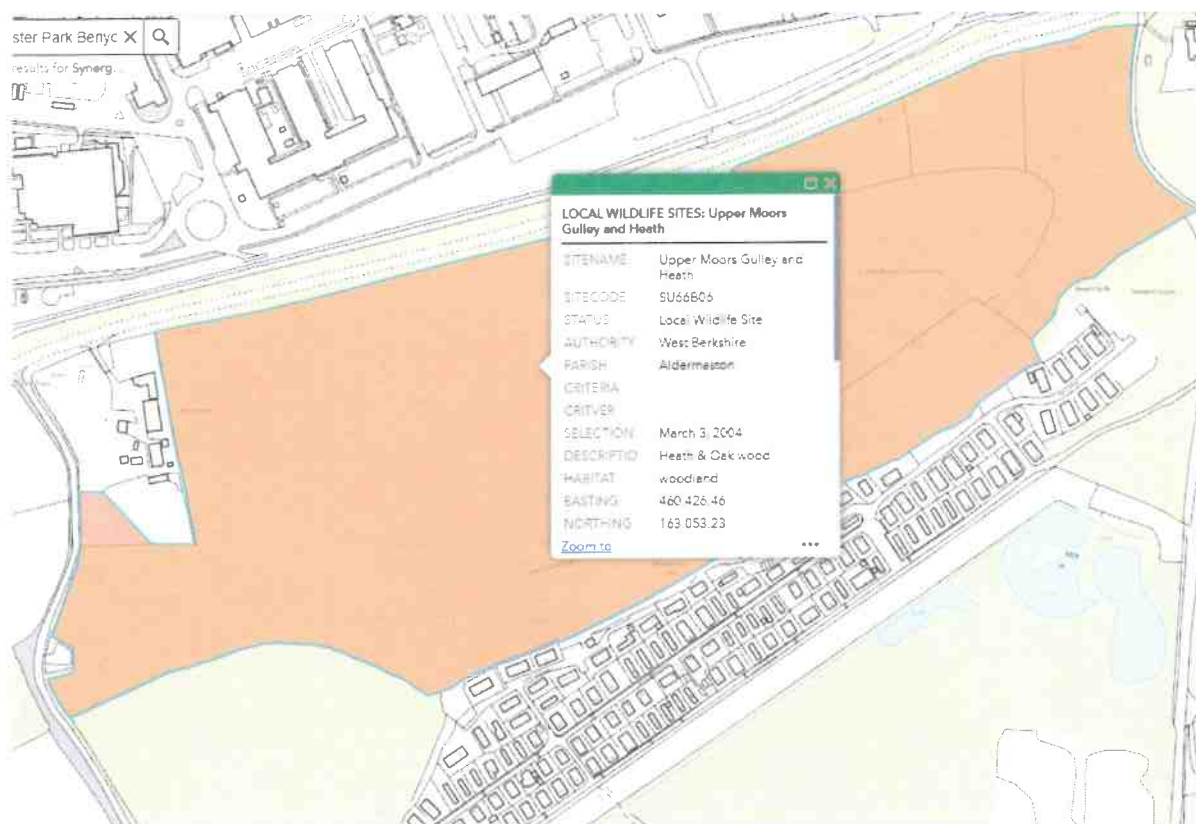 ster Park Benyc
results for Synerg...
LOCAL WILDLIFE SITES: Upper Moors
Gulley and Heath
SITENAME Upper Moors Gulley and
Heath
SITECODE SU66B06
STATUS Local Wildlife Site
AUTHORITY West Berkshire
PARISH Aldermaston
CRITERIA
CRITVER
SELECTION March 3, 2004
DESCRIPTIO Heath & Oak wood
HABITAT woodland
EASTING 460,426.46
NORTHING 163,053.23
Zoom to